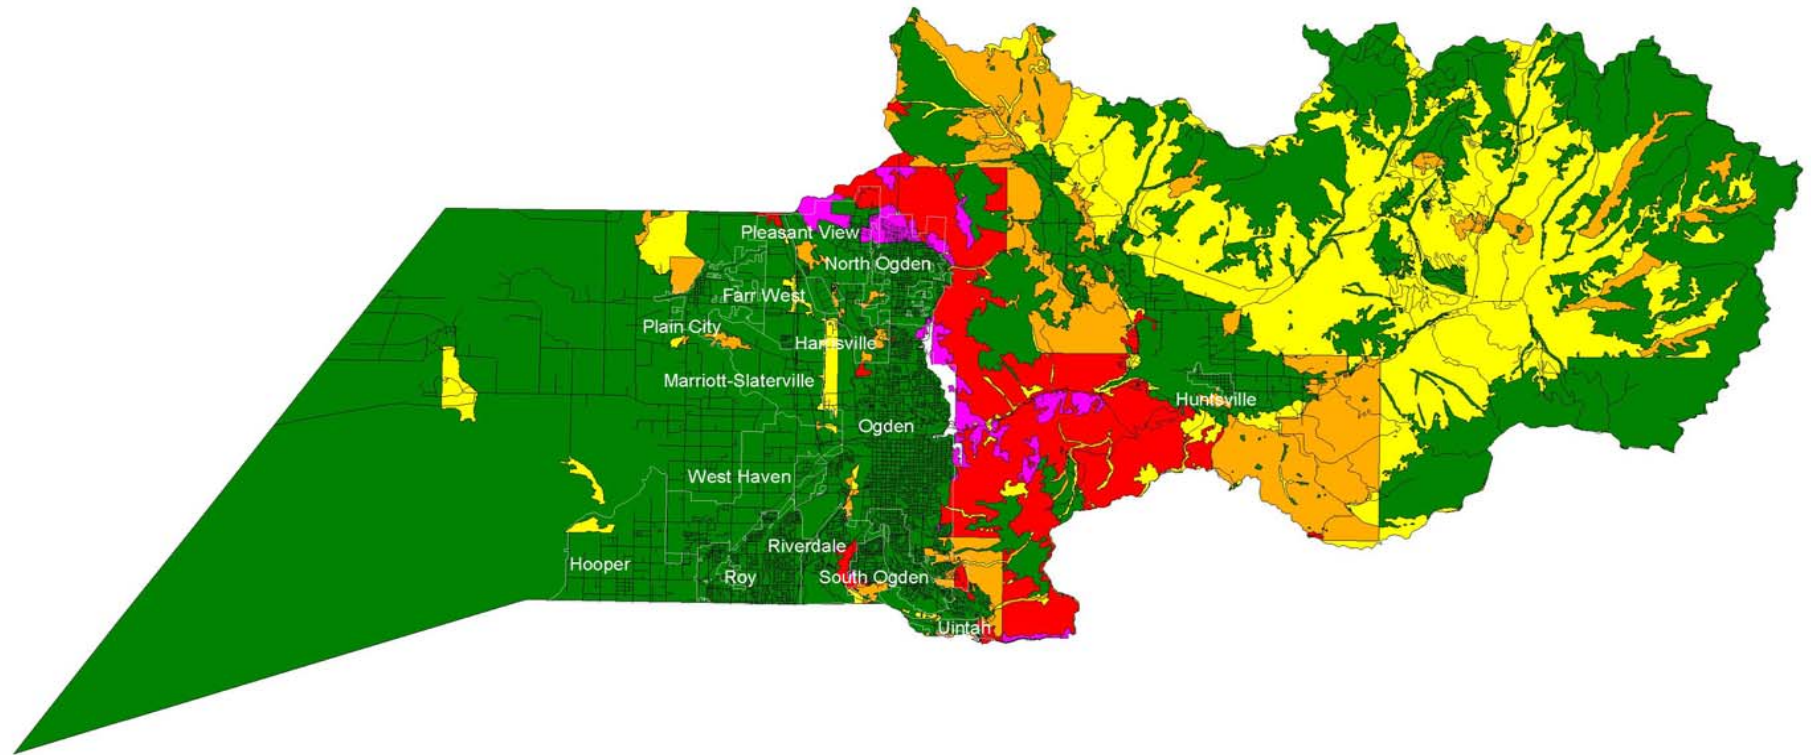 Pleasant View
North Ogden
Farr West
Plain City
Harrisville
Marriott-Slaterville
Huntsville
Ogden
West Haven
Riverdale
Hooper
Roy
South Ogden
Uintah